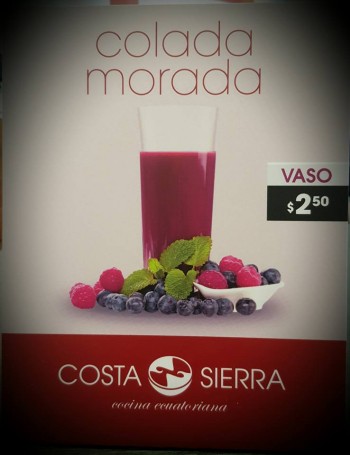 colada
morada
VASO
$2.50
COSTA SIERRA
cocina ecuatoriana